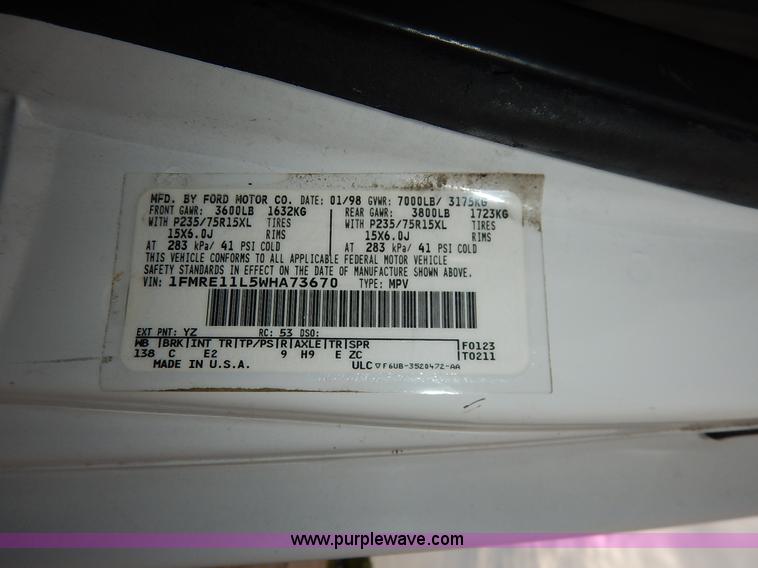 MFD. BY FORD MOTOR CO. DATE: 01/98 GVWR: 7000LB/ 3175KG
FRONT GAWR: 3600LB 1632KG REAR GAWR: 3800LB 1723KG
WITH P235/75R15XL TIRES WITH P235/75R15XL TIRES
15X6.0J RIMS 15X6.0J RIMS
AT 283 kPa/ 41 PSI COLD AT 283 kPa/ 41 PSI COLD
THIS VEHICLE CONFORMS TO ALL APPLICABLE FEDERAL MOTOR VEHICLE
SAFETY STANDARDS IN EFFECT ON THE DATE OF MANUFACTURE SHOWN ABOVE.
VIN: 1FMRE11L5WHA73670 TYPE: MPV
EXT PNT: YZ RC: 53 DSO:
WB |BRK|INT TR|TP/PS|R|AXLE|TR|SPR F0123
138 C E2 9 H9 E ZC T0211
MADE IN U.S.A. ULC ▽F6UB-3520472-AA
www.purplewave.com